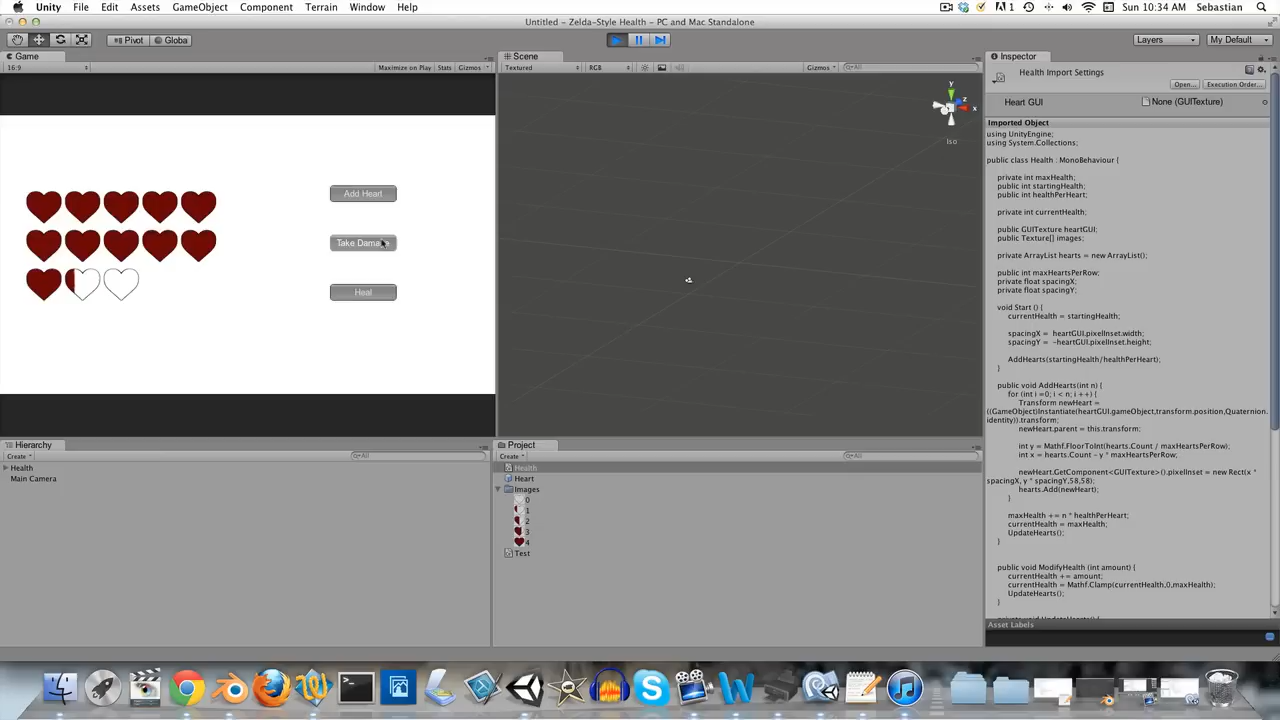 Unity File Edit Assets GameObject Component Terrain Window Help
1 Sun 10:34 AM Sebastian
Untitled - Zelda-Style Health - PC and Mac Standalone
Pivot Globa Layers My Default
Game Scene Inspector
16:9 Maximize on Play Stats Gizmos Textured RGB Gizmos All
Health Import Settings
Open... Execution Order...
Heart GUI None (GUITexture)
y
z
x
Iso
Add Heart
Take Dama
Heal
Imported Object
using UnityEngine;
using System.Collections;
public class Health : MonoBehaviour {
private int maxHealth;
public int startingHealth;
public int healthPerHeart;
private int currentHealth;
public GUITexture heartGUI;
public Texture[] images;
private ArrayList hearts = new ArrayList();
public int maxHeartsPerRow;
private float spacingX;
private float spacingY;
void Start () {
currentHealth = startingHealth;
spacingX = heartGUI.pixelInset.width;
spacingY = -heartGUI.pixelInset.height;
AddHearts(startingHealth/healthPerHeart);
}
public void AddHearts(int n) {
for (int i =0; i < n; i ++) {
Transform newHeart =
((GameObject)Instantiate(heartGUI.gameObject,transform.position,Quaternion.
identity)).transform;
newHeart.parent = this.transform;
int y = Mathf.FloorToInt(hearts.Count / maxHeartsPerRow);
int x = hearts.Count - y * maxHeartsPerRow;
newHeart.GetComponent<GUITexture>().pixelInset = new Rect(x *
spacingX, y * spacingY,58,58);
hearts.Add(newHeart);
}
maxHealth += n * healthPerHeart;
currentHealth = maxHealth;
UpdateHearts();
}
public void ModifyHealth (int amount) {
currentHealth += amount;
currentHealth = Mathf.Clamp(currentHealth,0,maxHealth);
UpdateHearts();
}
Asset Labels
Hierarchy
Create All
Health
Main Camera
Project
Create All
Health
Heart
Images
0
1
2
3
4
Test